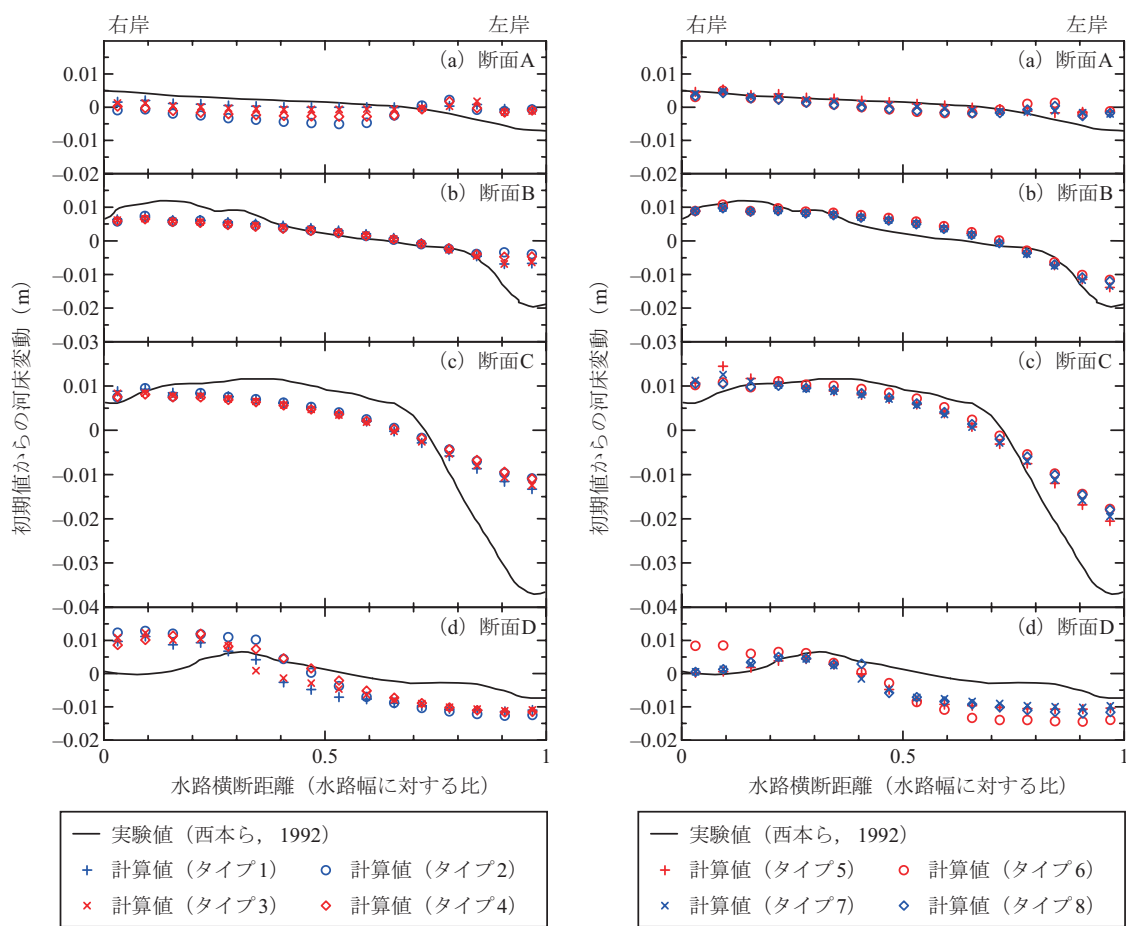 右岸 左岸
(a) 断面A
0.01
0
–0.01
–0.02
(b) 断面B
0.01
0
–0.01
–0.02
–0.03
(c) 断面C
0.01
0
–0.01
–0.02
–0.03
–0.04
(d) 断面D
0.01
0
–0.01
–0.02
0 0.5 1
初期値からの河床変動（m）
水路横断距離（水路幅に対する比）
実験値（西本ら，1992）
計算値（タイプ1） 計算値（タイプ2）
計算値（タイプ3） 計算値（タイプ4）
右岸 左岸
(a) 断面A
0.01
0
–0.01
–0.02
(b) 断面B
0.01
0
–0.01
–0.02
–0.03
(c) 断面C
0.01
0
–0.01
–0.02
–0.03
–0.04
(d) 断面D
0.01
0
–0.01
–0.02
0 0.5 1
初期値からの河床変動（m）
水路横断距離（水路幅に対する比）
実験値（西本ら，1992）
計算値（タイプ5） 計算値（タイプ6）
計算値（タイプ7） 計算値（タイプ8）